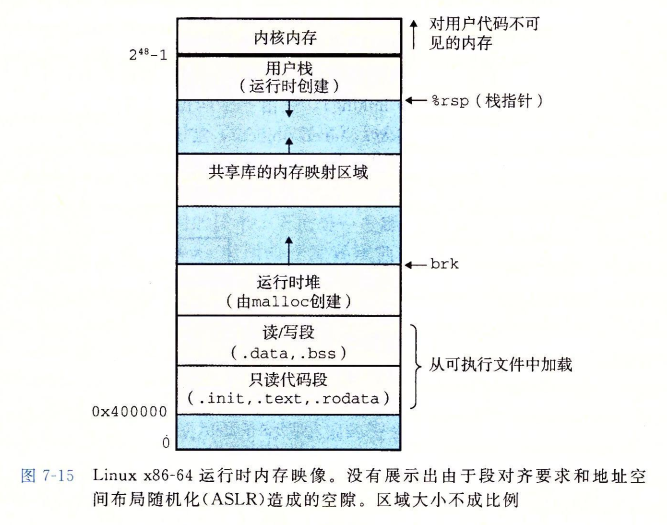 内核内存
对用户代码不可
见的内存
2⁴⁸-1
用户栈
(运行时创建)
%rsp(栈指针)
共享库的内存映射区域
brk
运行时堆
(由malloc创建)
读/写段
(.data,.bss)
从可执行文件中加载
只读代码段
(.init,.text,.rodata)
0x400000
0
图 7-15 Linux x86-64 运行时内存映像。没有展示出由于段对齐要求和地址空
间布局随机化(ASLR)造成的空隙。区域大小不成比例